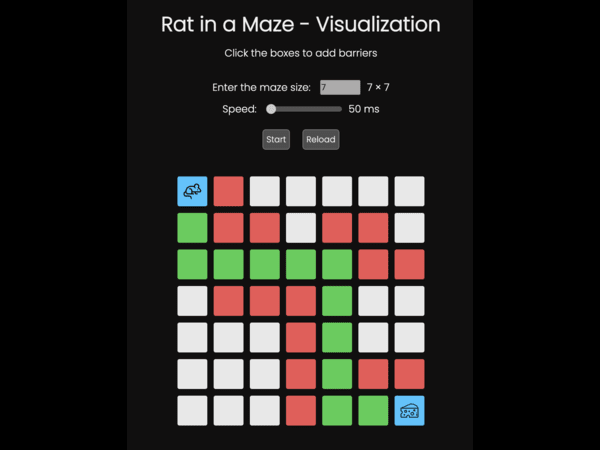 Rat in a Maze - Visualization
Click the boxes to add barriers
Enter the maze size: 7 7 × 7
Speed: 50 ms
Start Reload